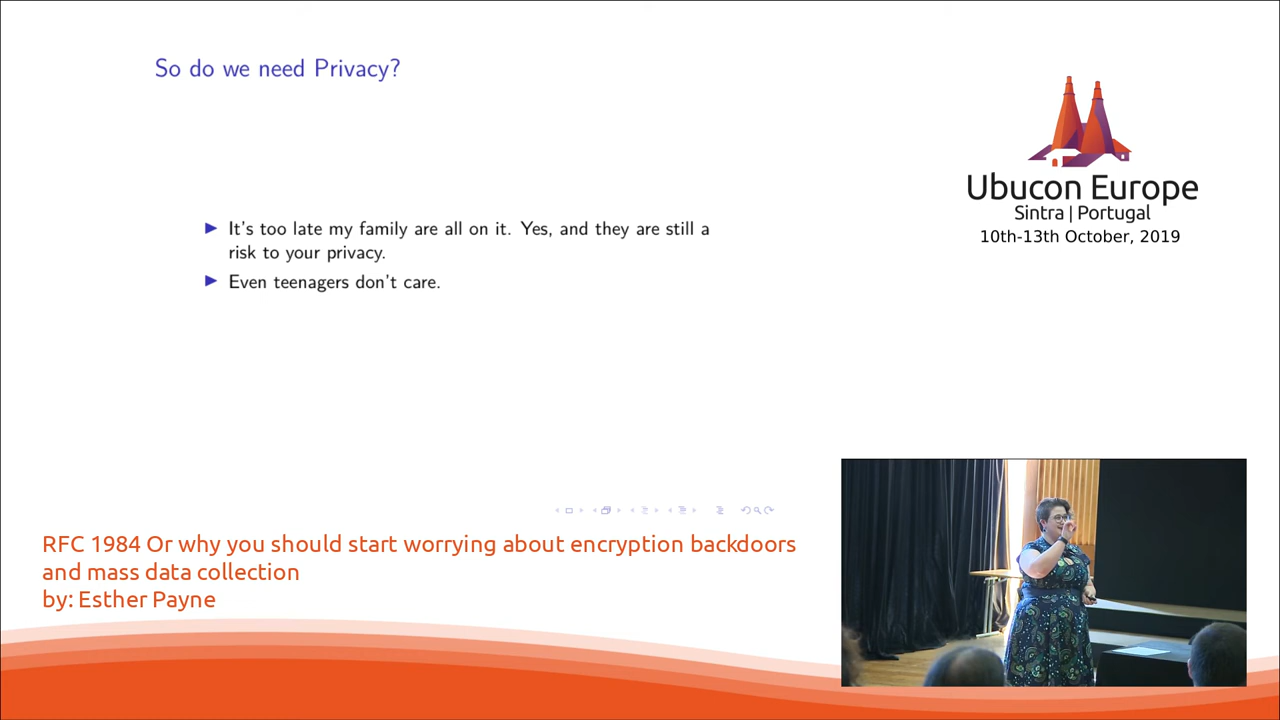 So do we need Privacy?
It's too late my family are all on it. Yes, and they are still a
risk to your privacy.
Even teenagers don't care.
Ubucon Europe
Sintra | Portugal
10th-13th October, 2019
RFC 1984 Or why you should start worrying about encryption backdoors
and mass data collection
by: Esther Payne